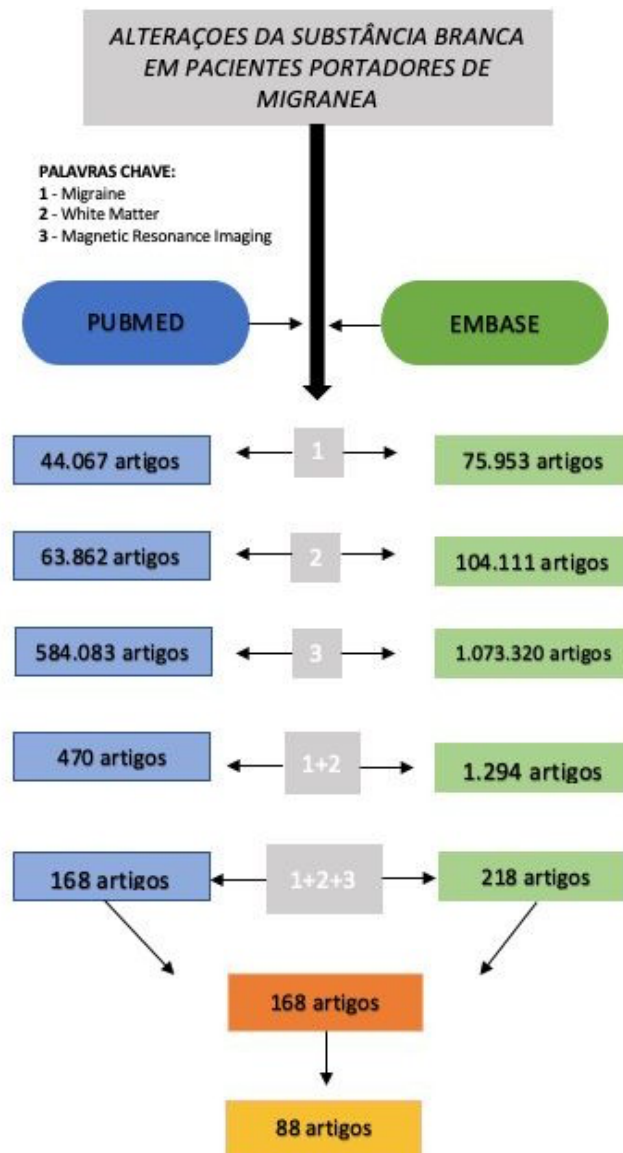 ALTERAÇOES DA SUBSTÂNCIA BRANCA
EM PACIENTES PORTADORES DE
MIGRANEA
PALAVRAS CHAVE:
1 - Migraine
2 - White Matter
3 - Magnetic Resonance Imaging
PUBMED
EMBASE
44.067 artigos
1
75.953 artigos
63.862 artigos
2
104.111 artigos
584.083 artigos
3
1.073.320 artigos
470 artigos
1+2
1.294 artigos
168 artigos
1+2+3
218 artigos
168 artigos
88 artigos